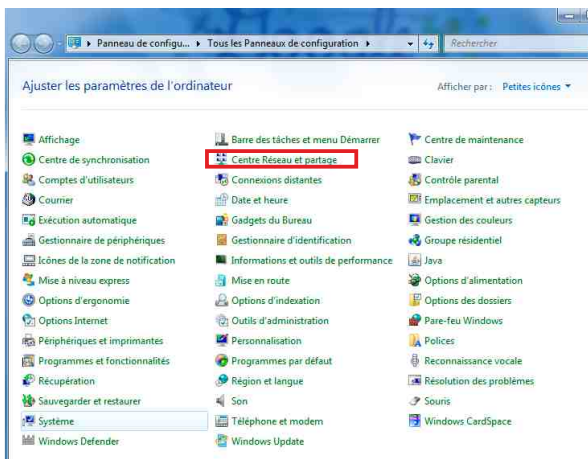 Panneau de configu... ▸ Tous les Panneaux de configuration ▸
Rechercher
Ajuster les paramètres de l'ordinateur
Afficher par : Petites icônes
Affichage
Centre de synchronisation
Comptes d'utilisateurs
Courrier
Exécution automatique
Gestionnaire de périphériques
Icônes de la zone de notification
Mise à niveau express
Options d'ergonomie
Options Internet
Périphériques et imprimantes
Programmes et fonctionnalités
Récupération
Sauvegarder et restaurer
Système
Windows Defender
Barre des tâches et menu Démarrer
Centre Réseau et partage
Connexions distantes
Date et heure
Gadgets du Bureau
Gestionnaire d'identification
Informations et outils de performance
Mise en route
Options d'indexation
Outils d'administration
Personnalisation
Programmes par défaut
Région et langue
Son
Téléphone et modem
Windows Update
Centre de maintenance
Clavier
Contrôle parental
Emplacement et autres capteurs
Gestion des couleurs
Groupe résidentiel
Java
Options d'alimentation
Options des dossiers
Pare-feu Windows
Polices
Reconnaissance vocale
Résolution des problèmes
Souris
Windows CardSpace